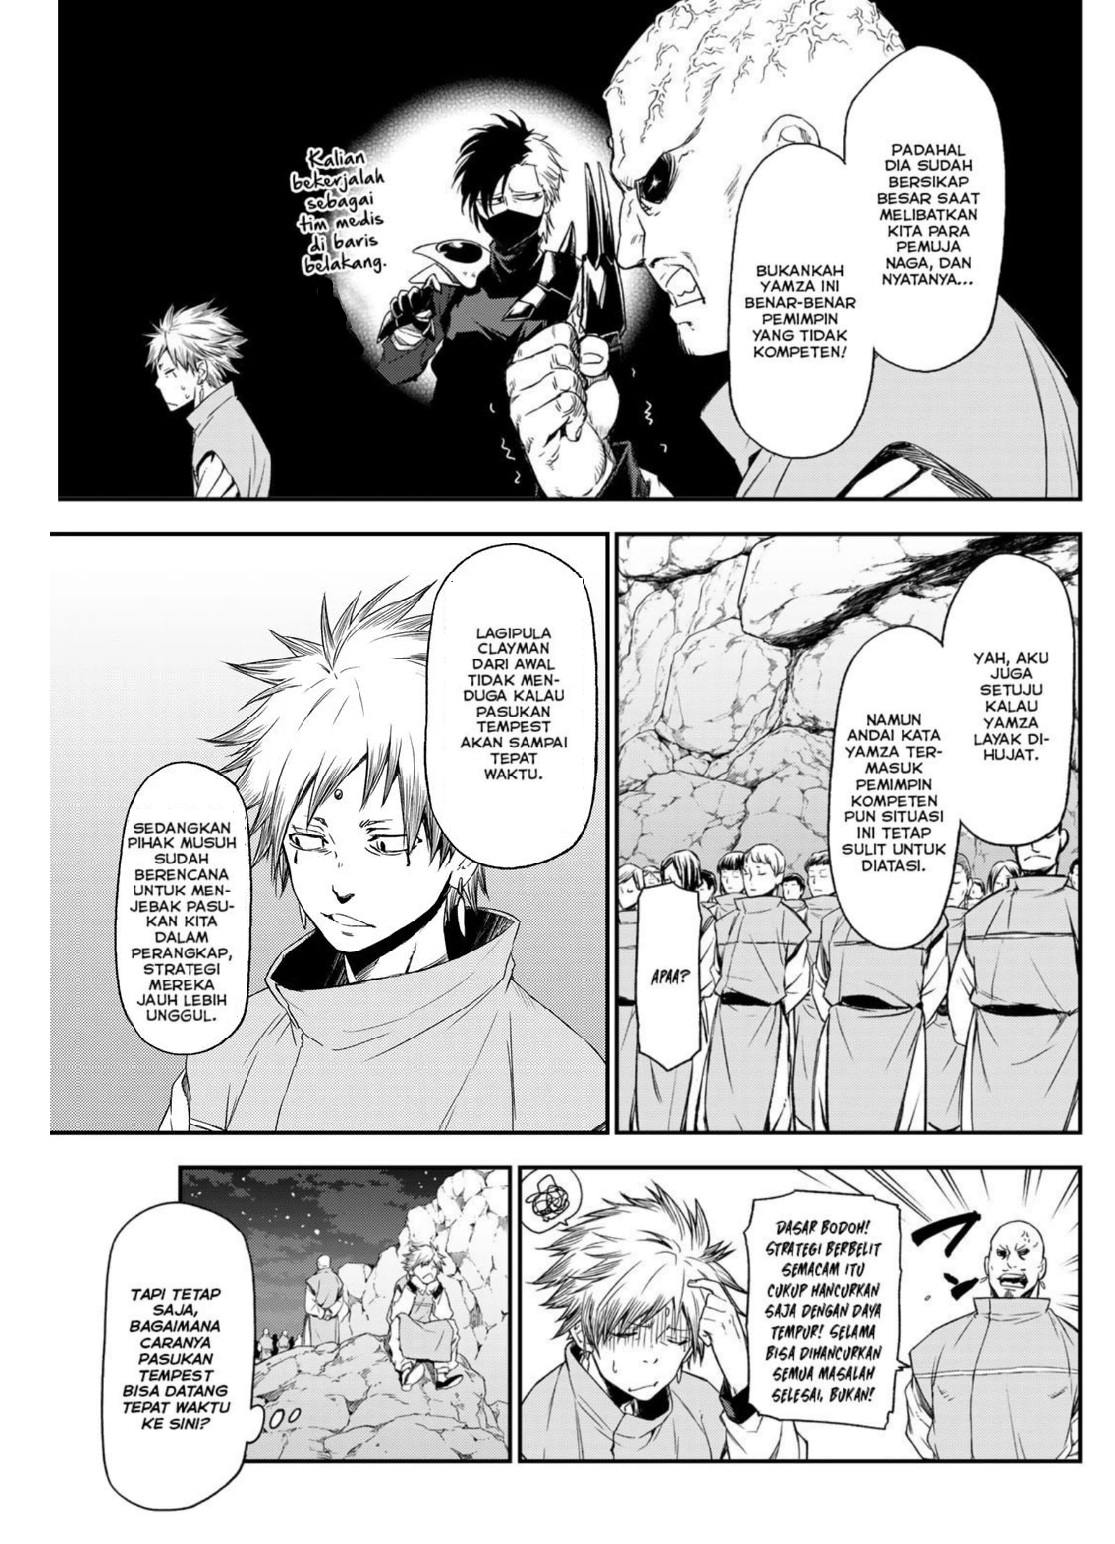 PADAHAL
DIA SUDAH
BERSIKAP
BESAR SAAT
MELIBATKAN
KITA PARA
PEMUJA
NAGA, DAN
NYATANYA...
BUKANKAH
YAMZA INI
BENAR-BENAR
PEMIMPIN
YANG TIDAK
KOMPETEN!
Kalian
bekerjalah
sebagai
tim medis
di baris
belakang.
YAH, AKU
JUGA
SETUJU
KALAU
YAMZA
LAYAK DI-
HUJAT.
NAMUN
ANDAI KATA
YAMZA TER-
MASUK
PEMIMPIN
KOMPETEN
PUN SITUASI
INI TETAP
SULIT UNTUK
DIATASI.
APAA?
LAGIPULA
CLAYMAN
DARI AWAL
TIDAK MEN-
DUGA KALAU
PASUKAN
TEMPEST
AKAN SAMPAI
TEPAT
WAKTU.
SEDANGKAN
PIHAK MUSUH
SUDAH
BERENCANA
UNTUK MEN-
JEBAK PASU-
KAN KITA
DALAM
PERANGKAP,
STRATEGI
MEREKA
JAUH LEBIH
UNGGUL.
DASAR BODOH!
STRATEGI BERBELIT
SEMACAM ITU
CUKUP HANCURKAN
SAJA DENGAN DAYA
TEMPUR! SELAMA
BISA DIHANCURKAN
SEMUA MASALAH
SELESAI, BUKAN!
TAPI TETAP
SAJA,
BAGAIMANA
CARANYA
PASUKAN
TEMPEST
BISA DATANG
TEPAT WAKTU
KE SINI?